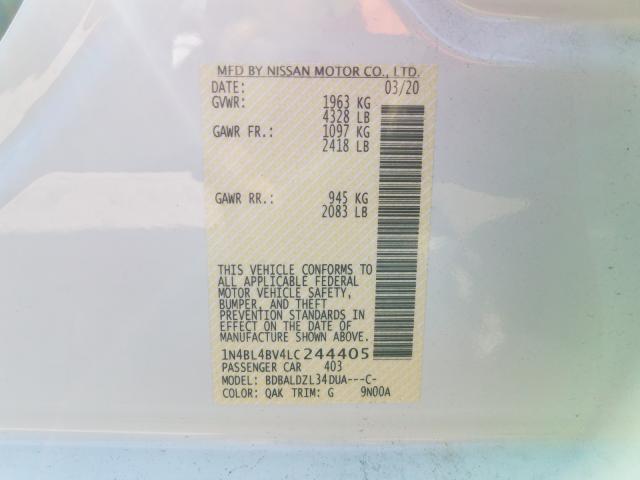 MFD BY NISSAN MOTOR CO., LTD.
DATE: 03/20
GVWR: 1963 KG
4328 LB
GAWR FR.: 1097 KG
2418 LB
GAWR RR.: 945 KG
2083 LB
THIS VEHICLE CONFORMS TO
ALL APPLICABLE FEDERAL
MOTOR VEHICLE SAFETY,
BUMPER, AND THEFT
PREVENTION STANDARDS IN
EFFECT ON THE DATE OF
MANUFACTURE SHOWN ABOVE.
1N4BL4BV4LC244405
PASSENGER CAR 403
MODEL: BDBALDZL34DUA---C-
COLOR: QAK TRIM: G 9N00A